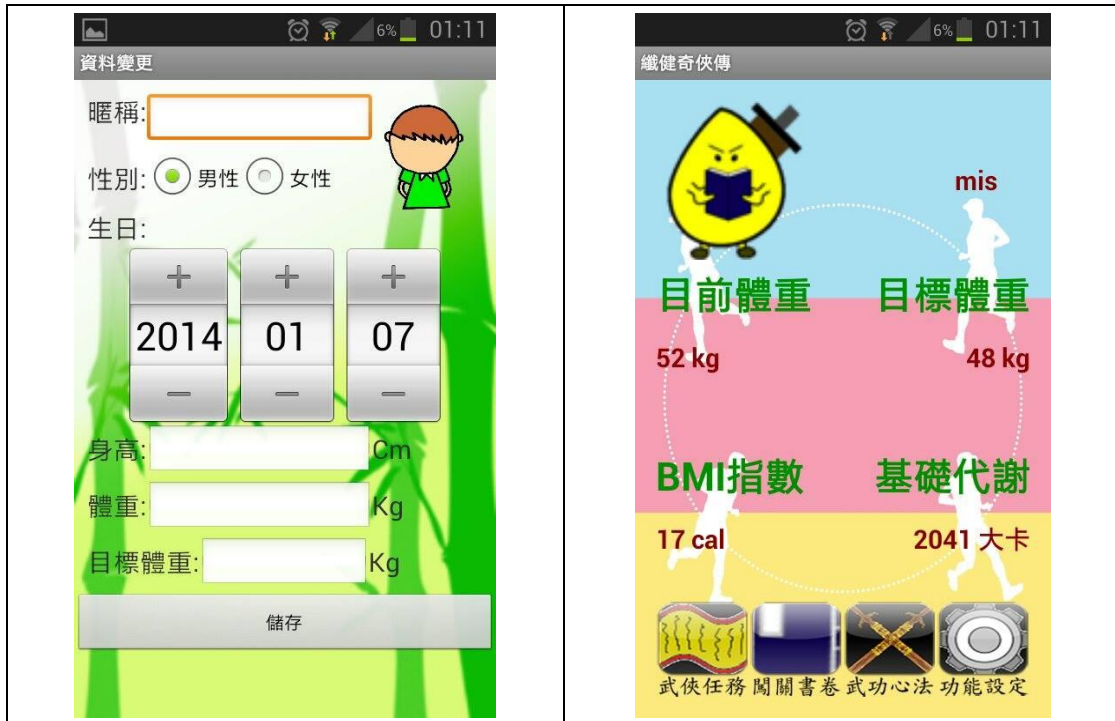 6% 01:11
資料變更
暱稱:
性別: 男性 女性
生日:
+ + +
2014 01 07
− − −
身高: Cm
體重: Kg
目標體重: Kg
儲存
6% 01:11
纖健奇俠傳
mis
目前體重 目標體重
52 kg 48 kg
BMI指數 基礎代謝
17 cal 2041 大卡
武俠任務 闖關書卷 武功心法 功能設定